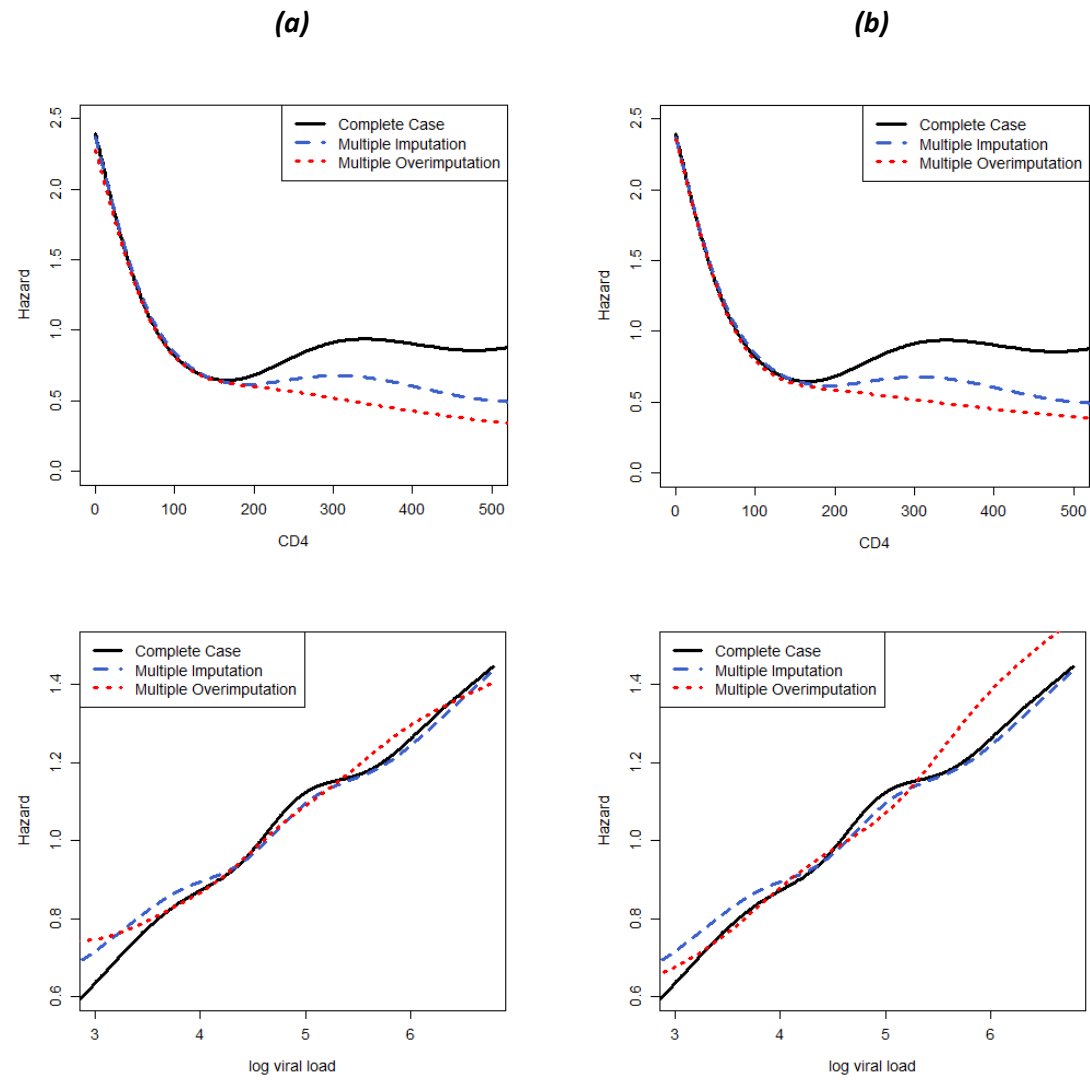 (a)
(b)
Complete Case
Multiple Imputation
Multiple Overimputation
Hazard
0.0 0.5 1.0 1.5 2.0 2.5
0 100 200 300 400 500
CD4
Complete Case
Multiple Imputation
Multiple Overimputation
Hazard
0.0 0.5 1.0 1.5 2.0 2.5
0 100 200 300 400 500
CD4
Complete Case
Multiple Imputation
Multiple Overimputation
Hazard
0.6 0.8 1.0 1.2 1.4
3 4 5 6
log viral load
Complete Case
Multiple Imputation
Multiple Overimputation
Hazard
0.6 0.8 1.0 1.2 1.4
3 4 5 6
log viral load